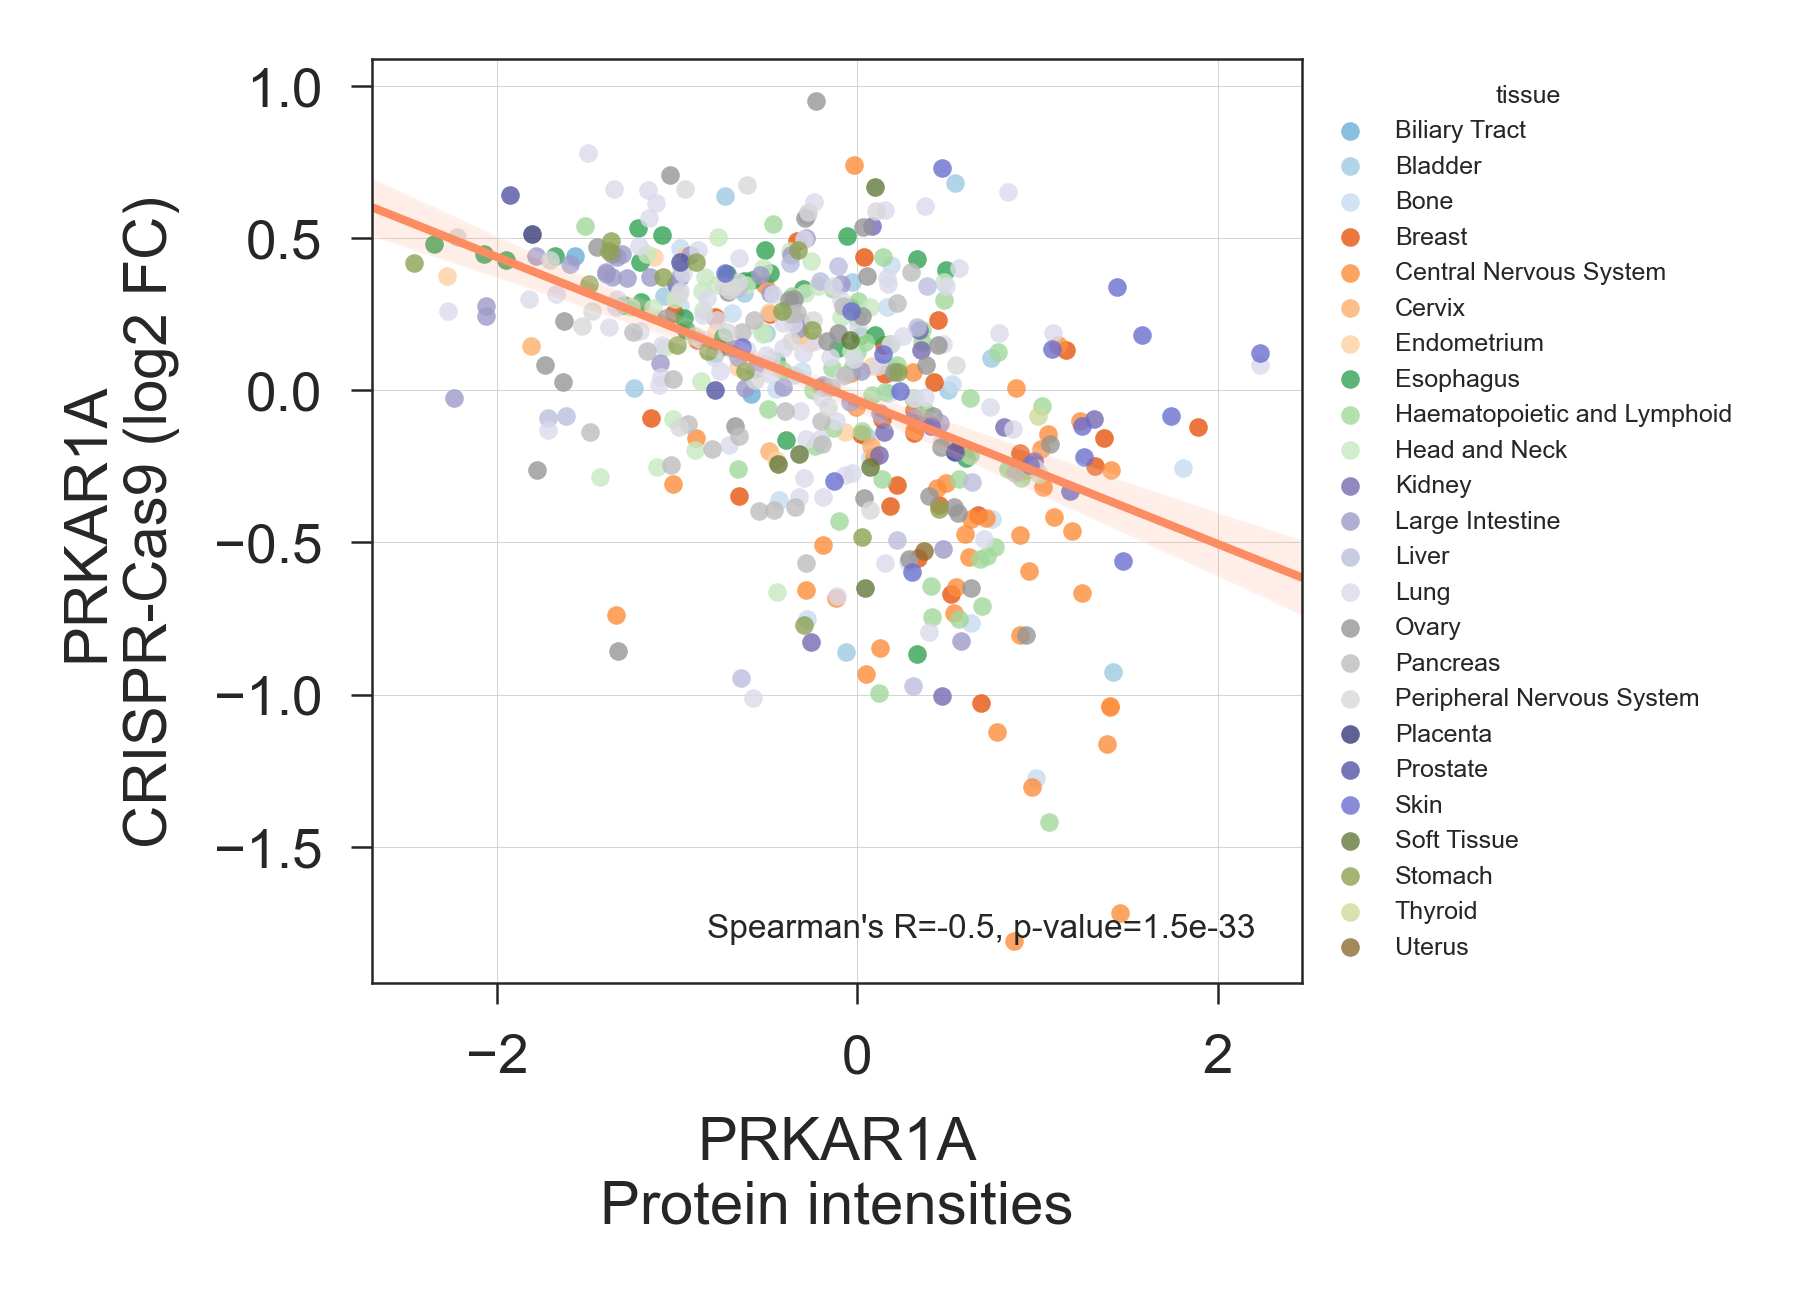 1.0
0.5
0.0
−0.5
−1.0
−1.5
PRKAR1A
CRISPR-Cas9 (log2 FC)
Spearman's R=-0.5, p-value=1.5e-33
−2
0
2
PRKAR1A
Protein intensities
tissue
Biliary Tract
Bladder
Bone
Breast
Central Nervous System
Cervix
Endometrium
Esophagus
Haematopoietic and Lymphoid
Head and Neck
Kidney
Large Intestine
Liver
Lung
Ovary
Pancreas
Peripheral Nervous System
Placenta
Prostate
Skin
Soft Tissue
Stomach
Thyroid
Uterus